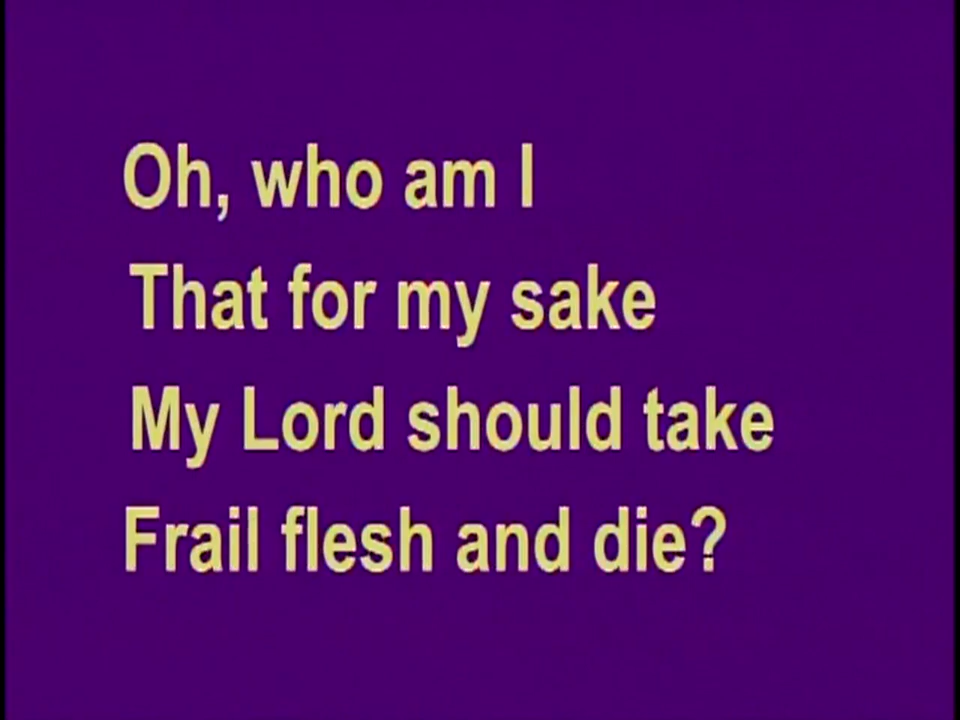 Oh, who am I
That for my sake
My Lord should take
Frail flesh and die?